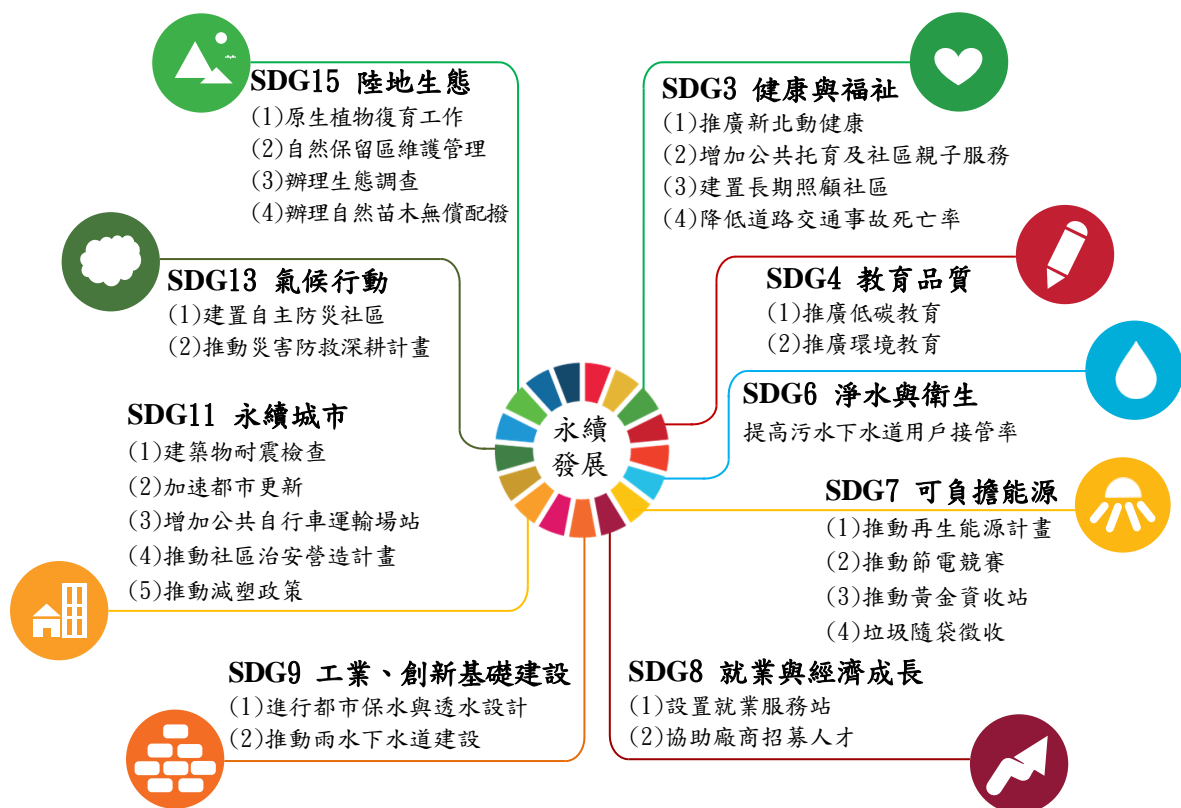 SDG15 陸地生態
(1)原生植物復育工作
(2)自然保留區維護管理
(3)辦理生態調查
(4)辦理自然苗木無償配撥
SDG3 健康與福祉
(1)推廣新北動健康
(2)增加公共托育及社區親子服務
(3)建置長期照顧社區
(4)降低道路交通事故死亡率
SDG13 氣候行動
(1)建置自主防災社區
(2)推動災害防救深耕計畫
SDG4 教育品質
(1)推廣低碳教育
(2)推廣環境教育
SDG6 淨水與衛生
提高污水下水道用戶接管率
SDG11 永續城市
(1)建築物耐震檢查
(2)加速都市更新
(3)增加公共自行車運輸場站
(4)推動社區治安營造計畫
(5)推動減塑政策
永續
發展
SDG7 可負擔能源
(1)推動再生能源計畫
(2)推動節電競賽
(3)推動黃金資收站
(4)垃圾隨袋徵收
SDG9 工業、創新基礎建設
(1)進行都市保水與透水設計
(2)推動雨水下水道建設
SDG8 就業與經濟成長
(1)設置就業服務站
(2)協助廠商招募人才